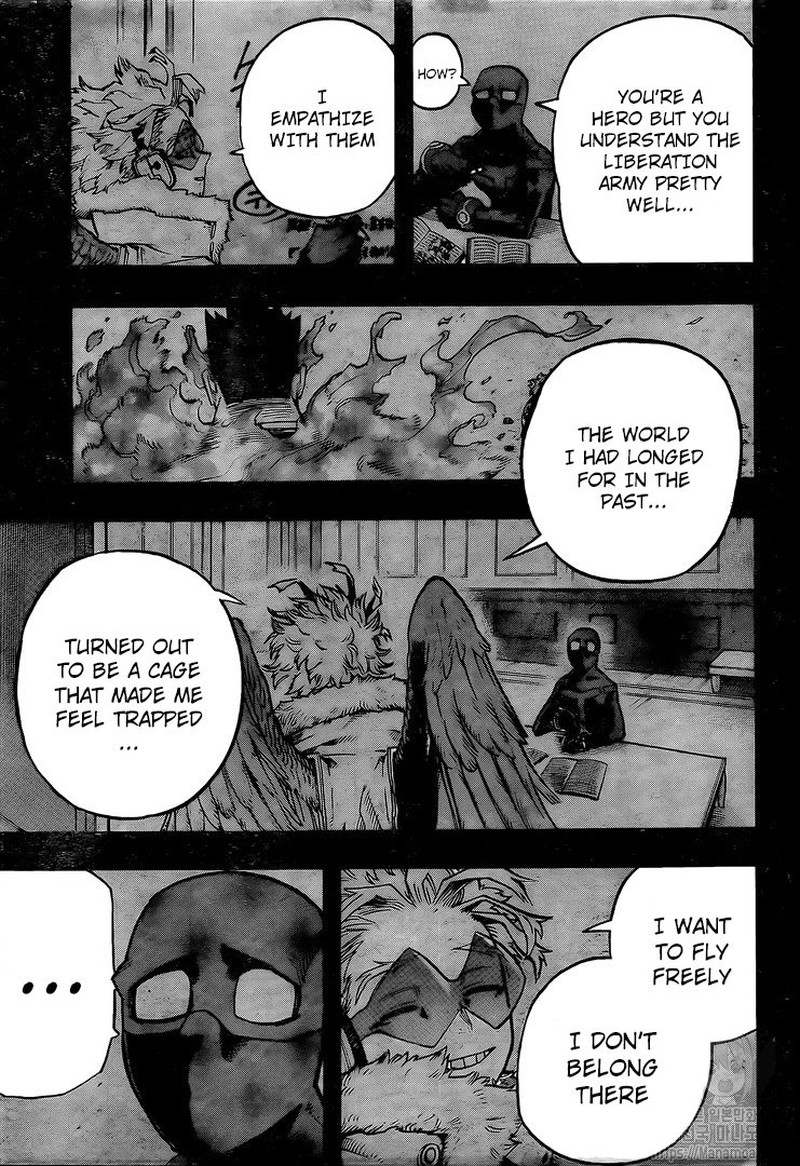 YOU'RE A
HERO BUT YOU
UNDERSTAND THE
LIBERATION
ARMY PRETTY
WELL...
HOW?
I
EMPATHIZE
WITH THEM
THE WORLD
I HAD LONGED
FOR IN THE
PAST...
TURNED OUT
TO BE A CAGE
THAT MADE ME
FEEL TRAPPED
...
I WANT
TO FLY
FREELY
I DON'T
BELONG
THERE
...